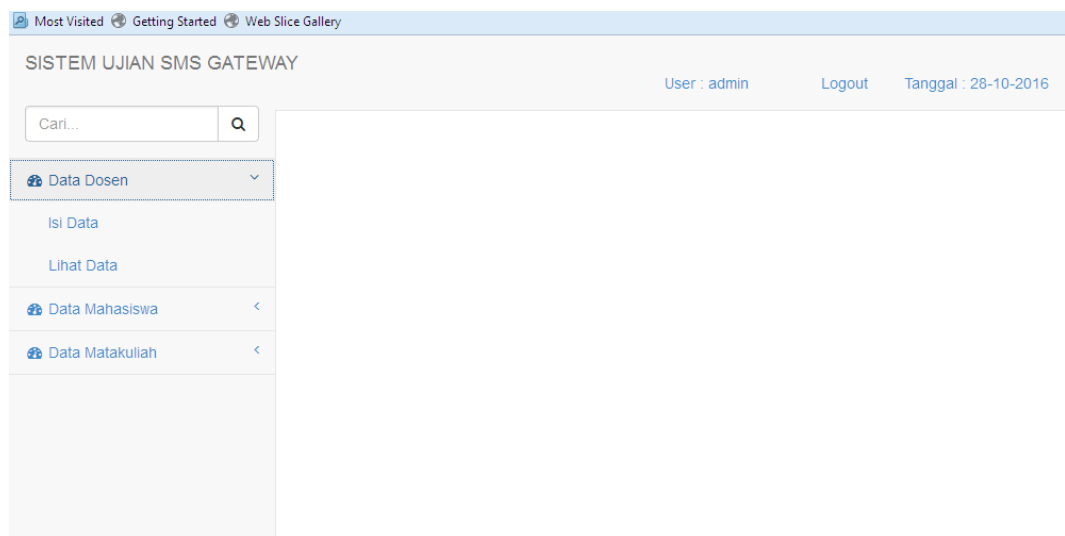 Most Visited Getting Started Web Slice Gallery
SISTEM UJIAN SMS GATEWAY
User : admin Logout Tanggal : 28-10-2016
Cari...
Data Dosen
Isi Data
Lihat Data
Data Mahasiswa
Data Matakuliah